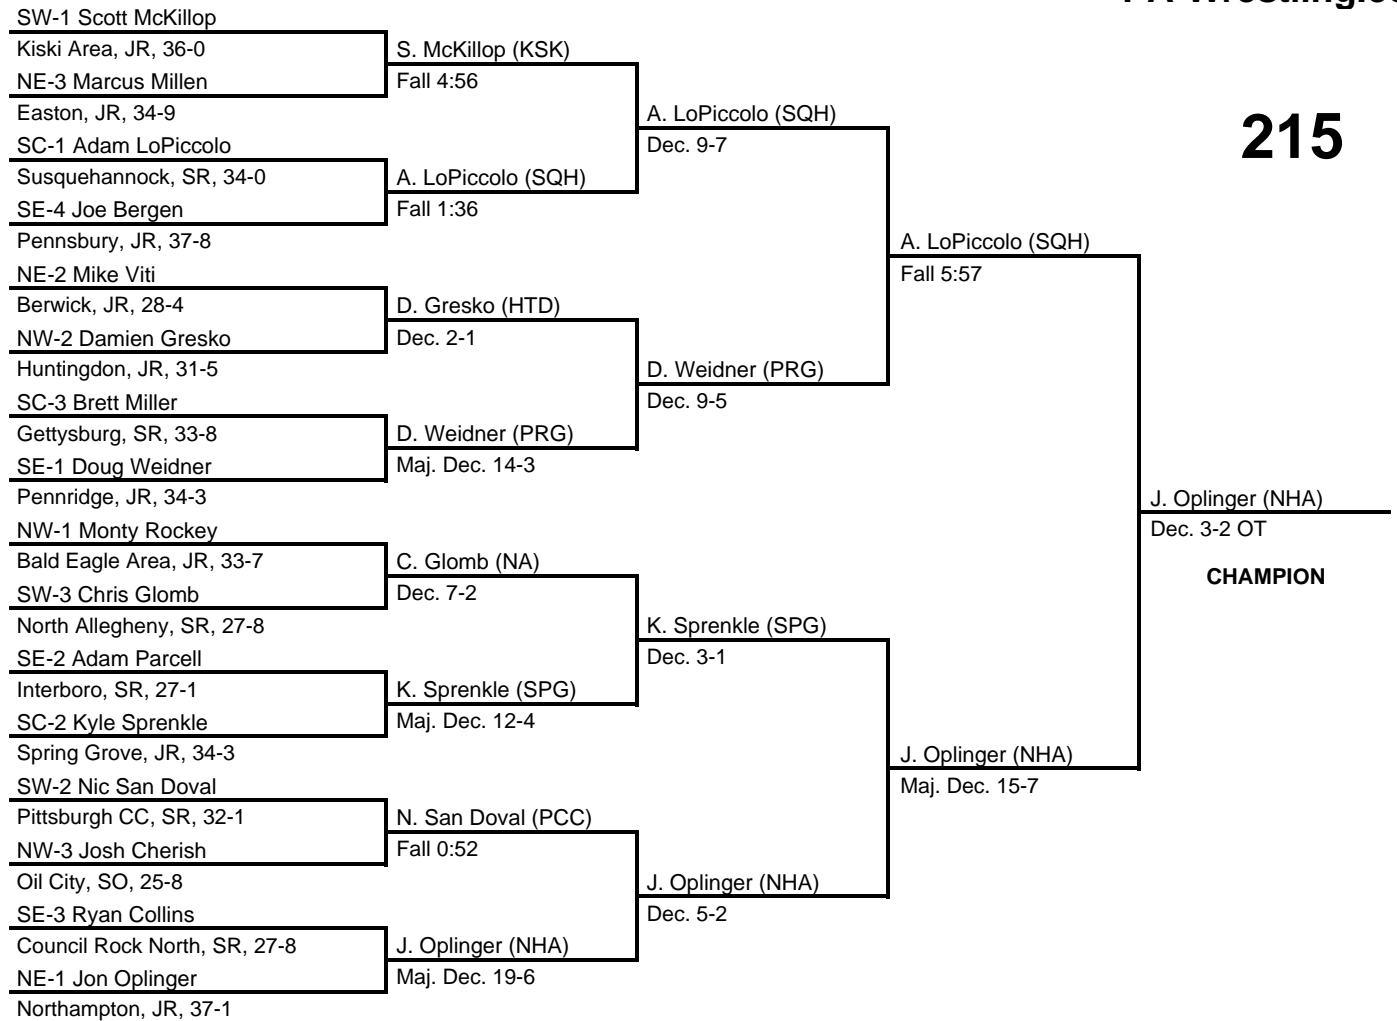 SW-1 Scott McKillop
Kiski Area, JR, 36-0
NE-3 Marcus Millen
Easton, JR, 34-9
SC-1 Adam LoPiccolo
Susquehannock, SR, 34-0
SE-4 Joe Bergen
Pennsbury, JR, 37-8
NE-2 Mike Viti
Berwick, JR, 28-4
NW-2 Damien Gresko
Huntingdon, JR, 31-5
SC-3 Brett Miller
Gettysburg, SR, 33-8
SE-1 Doug Weidner
Pennridge, JR, 34-3
NW-1 Monty Rockey
Bald Eagle Area, JR, 33-7
SW-3 Chris Glomb
North Allegheny, SR, 27-8
SE-2 Adam Parcell
Interboro, SR, 27-1
SC-2 Kyle Sprenkle
Spring Grove, JR, 34-3
SW-2 Nic San Doval
Pittsburgh CC, SR, 32-1
NW-3 Josh Cherish
Oil City, SO, 25-8
SE-3 Ryan Collins
Council Rock North, SR, 27-8
NE-1 Jon Oplinger
Northampton, JR, 37-1
S. McKillop (KSK)
Fall 4:56
A. LoPiccolo (SQH)
Fall 1:36
D. Gresko (HTD)
Dec. 2-1
D. Weidner (PRG)
Maj. Dec. 14-3
C. Glomb (NA)
Dec. 7-2
K. Sprenkle (SPG)
Maj. Dec. 12-4
N. San Doval (PCC)
Fall 0:52
J. Oplinger (NHA)
Maj. Dec. 19-6
A. LoPiccolo (SQH)
Dec. 9-7
D. Weidner (PRG)
Dec. 9-5
K. Sprenkle (SPG)
Dec. 3-1
J. Oplinger (NHA)
Dec. 5-2
A. LoPiccolo (SQH)
Fall 5:57
J. Oplinger (NHA)
Maj. Dec. 15-7
215
J. Oplinger (NHA)
Dec. 3-2 OT
CHAMPION